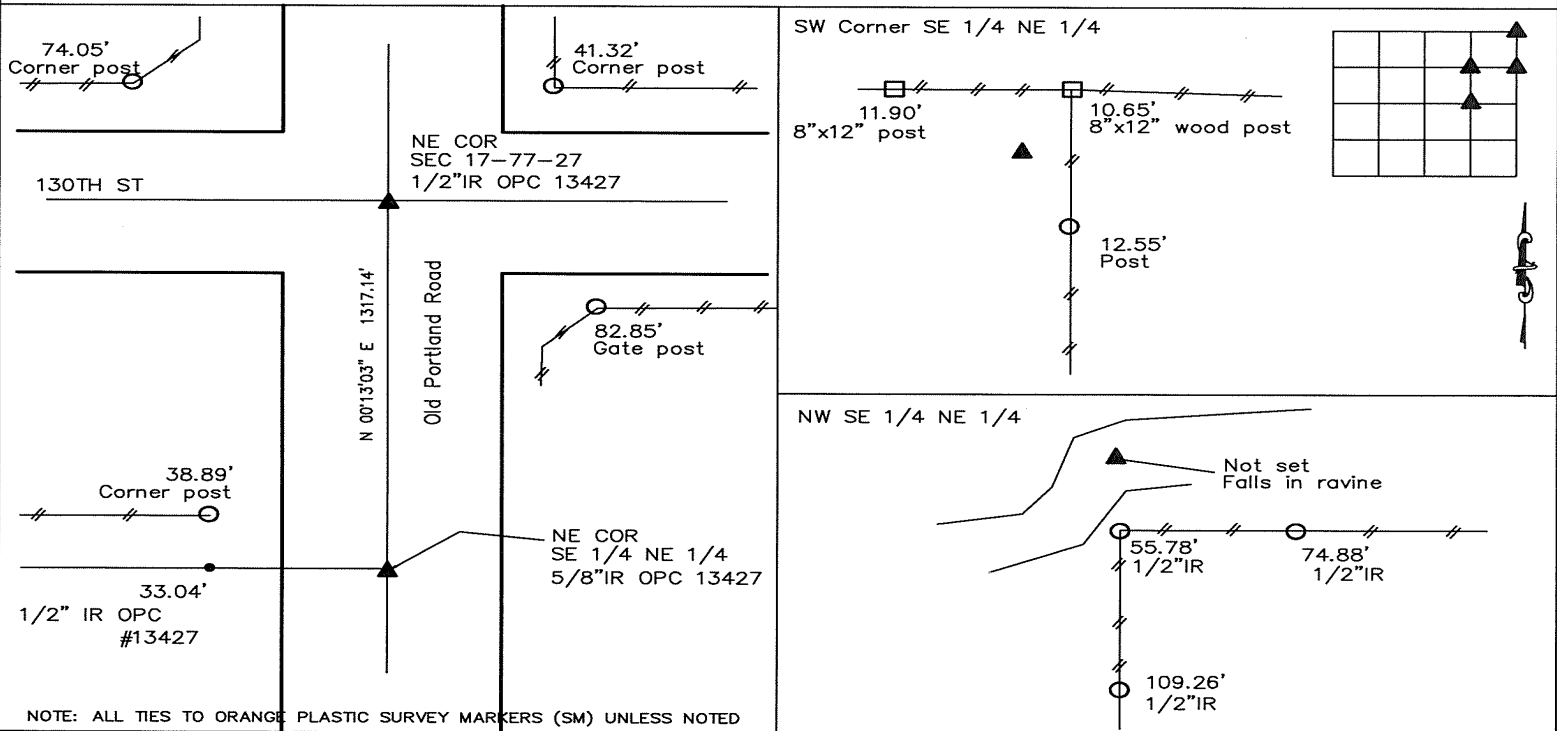 74.05'
Corner post
41.32'
Corner post
NE COR
SEC 17-77-27
1/2"IR OPC 13427
130TH ST
N 00°13'03" E 1317.14'
Old Portland Road
82.85'
Gate post
38.89'
Corner post
NE COR
SE 1/4 NE 1/4
5/8"IR OPC 13427
33.04'
1/2" IR OPC
#13427
NOTE: ALL TIES TO ORANGE PLASTIC SURVEY MARKERS (SM) UNLESS NOTED
SW Corner SE 1/4 NE 1/4
11.90'
8"x12" post
10.65'
8"x12" wood post
12.55'
Post
NW SE 1/4 NE 1/4
Not set
Falls in ravine
55.78'
1/2"IR
74.88'
1/2"IR
109.26'
1/2"IR